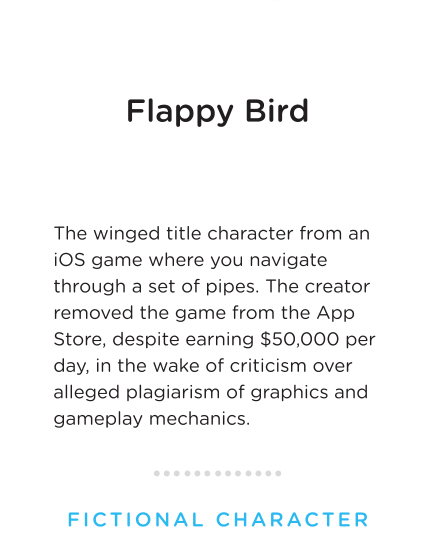 Flappy Bird
The winged title character from an
iOS game where you navigate
through a set of pipes. The creator
removed the game from the App
Store, despite earning $50,000 per
day, in the wake of criticism over
alleged plagiarism of graphics and
gameplay mechanics.
FICTIONAL CHARACTER